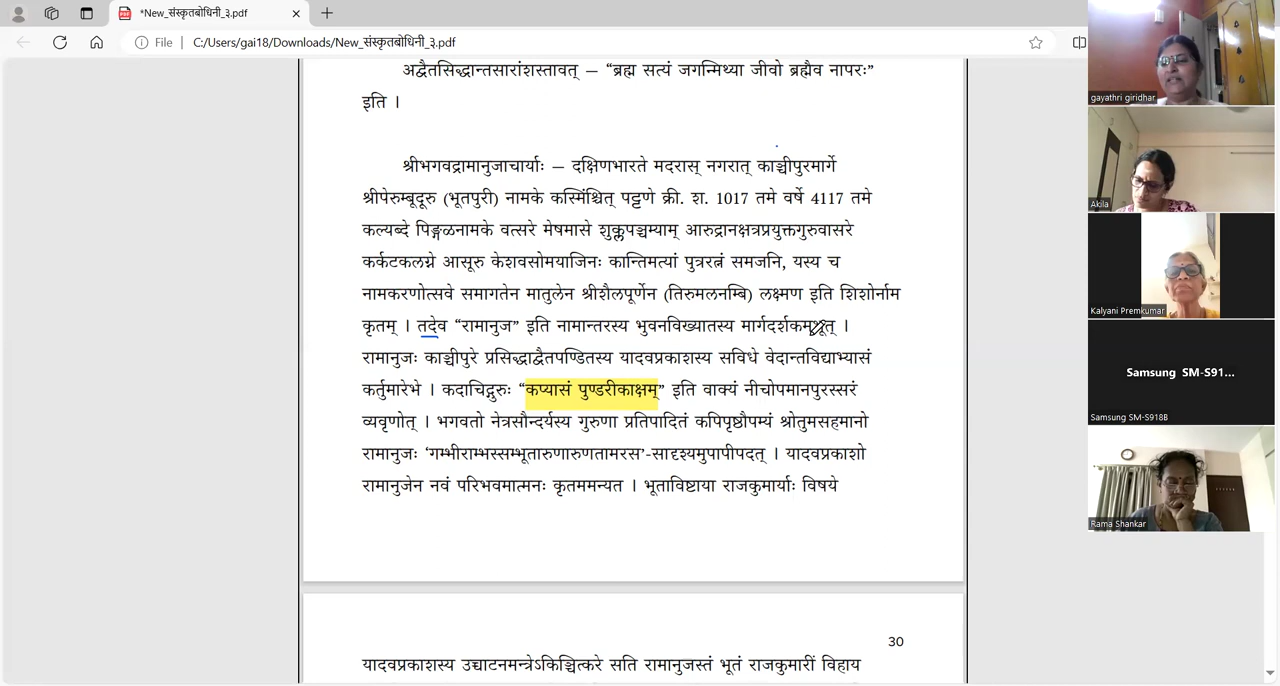 *New_संस्कृतबोधिनी_३.pdf
File
C:/Users/gai18/Downloads/New_संस्कृतबोधिनी_३.pdf
अद्वैतसिद्धान्तसारांशस्तावत् – “ब्रह्म सत्यं जगन्मिथ्या जीवो ब्रह्मैव नापरः”
इति ।
श्रीभगवद्रामानुजाचार्याः – दक्षिणभारते मदरास् नगरात् काञ्चीपुरमार्गे
श्रीपेरुम्बूदूरु (भूतपुरी) नामके कस्मिंश्चित् पट्टणे क्री. श. 1017 तमे वर्षे 4117 तमे
कल्यब्दे पिङ्गळनामके वत्सरे मेषमासे शुक्लपञ्चम्याम् आरुद्रानक्षत्रप्रयुक्तगुरुवासरे
कर्कटकलग्ने आसूरु केशवसोमयाजिनः कान्तिमत्यां पुत्ररत्नं समजनि, यस्य च
नामकरणोत्सवे समागतेन मातुलेन श्रीशैलपूर्णेन (तिरुमलनम्बि) लक्ष्मण इति शिशोर्नाम
कृतम् । तदेव “रामानुज” इति नामान्तरस्य भुवनविख्यातस्य ।
रामानुजः काञ्चीपुरे प्रसिद्धाद्वैतपण्डितस्य यादवप्रकाशस्य सविधे वेदान्तविद्याभ्यासं
कर्तुमारेभे । कदाचिद्गुरुः “कप्यासं पुण्डरीकाक्षम्” इति वाक्यं नीचोपमानपुरस्सरं
व्यवृणोत् । भगवतो नेत्रसौन्दर्यस्य गुरुणा प्रतिपादितं कपिपृष्ठौपम्यं श्रोतुमसहमानो
रामानुजः ‘गम्भीराम्भस्सम्भूतारुणारुणतामरस’-सादृश्यमुपापीपदत् । यादवप्रकाशो
रामानुजेन नवं परिभवमात्मनः कृतममन्यत । भूताविष्टाया राजकुमार्याः विषये
30
यादवप्रकाशस्य उच्चाटनमन्त्रेऽकिञ्चित्करे सति रामानुजस्तं भूतं राजकुमारीं विहाय
gayathri giridhar
Akila
Kalyani Premkumar
Samsung SM-S91...
Samsung SM-S918B
Rama Shankar